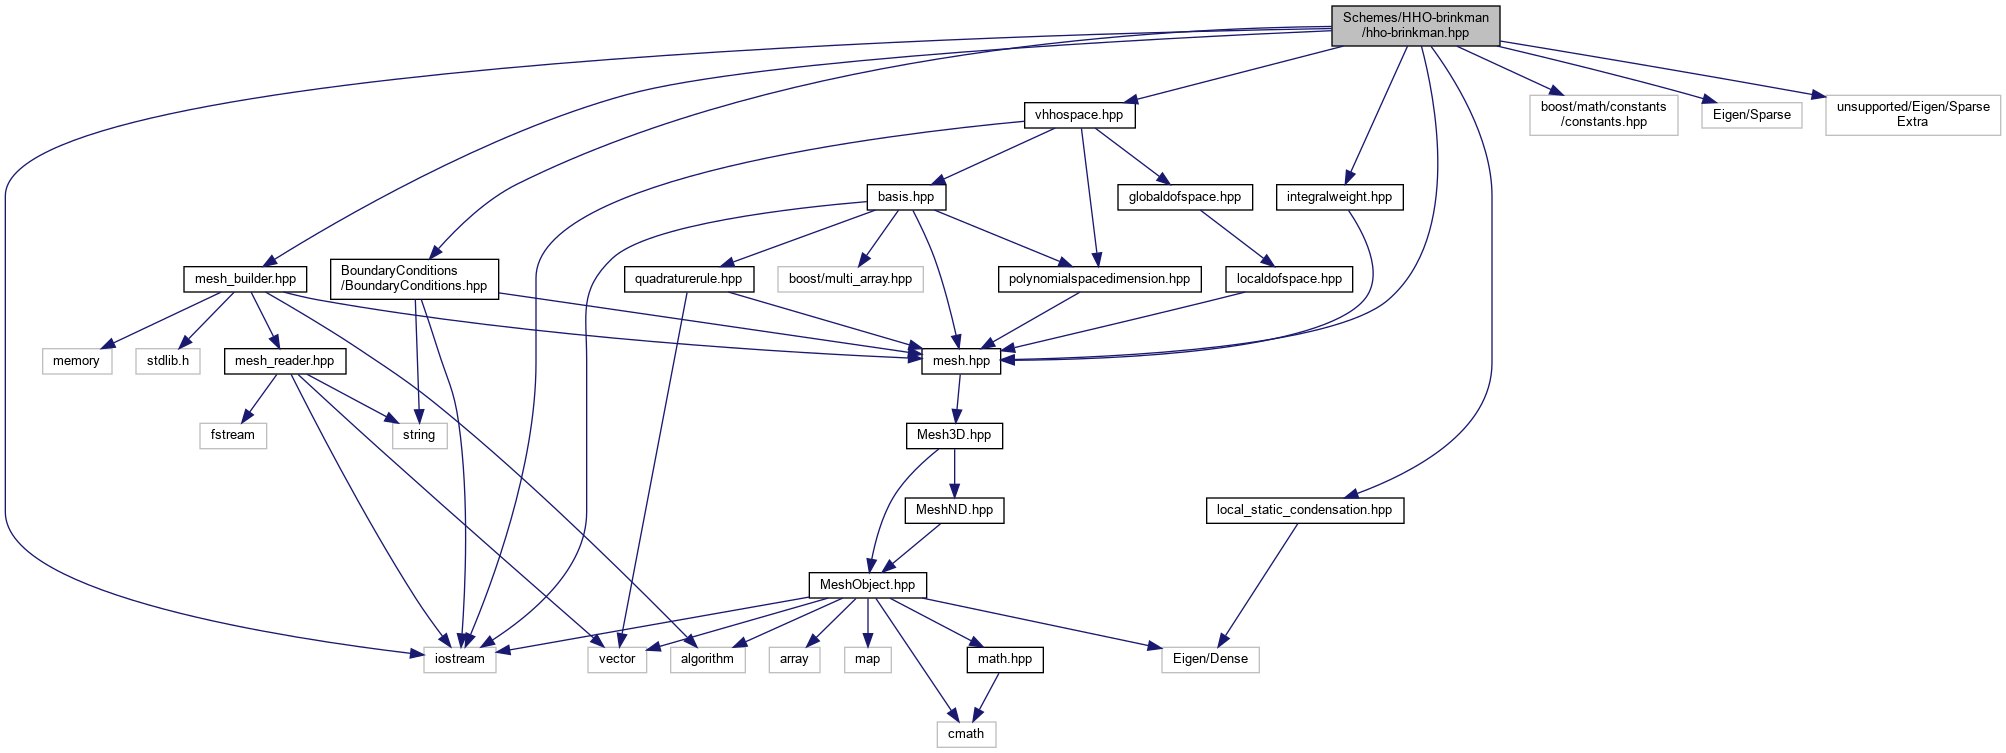 Schemes/HHO-brinkman
/hho-brinkman.hpp
vhhospace.hpp
boost/math/constants
/constants.hpp
Eigen/Sparse
unsupported/Eigen/Sparse
Extra
basis.hpp
globaldofspace.hpp
integralweight.hpp
mesh_builder.hpp
BoundaryConditions
/BoundaryConditions.hpp
quadraturerule.hpp
boost/multi_array.hpp
polynomialspacedimension.hpp
localdofspace.hpp
memory
stdlib.h
mesh_reader.hpp
mesh.hpp
fstream
string
Mesh3D.hpp
MeshND.hpp
local_static_condensation.hpp
MeshObject.hpp
iostream
vector
algorithm
array
map
math.hpp
Eigen/Dense
cmath